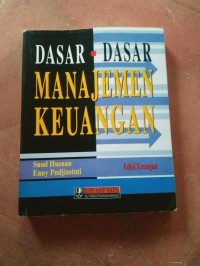 DASAR • DASAR
MANAJEMEN
KEUANGAN
Suad Husnan
Enny Pudjiastuti
Edisi Keempat